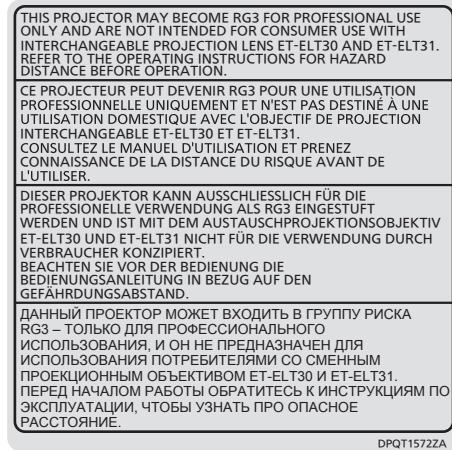 THIS PROJECTOR MAY BECOME RG3 FOR PROFESSIONAL USE
ONLY AND ARE NOT INTENDED FOR CONSUMER USE WITH
INTERCHANGEABLE PROJECTION LENS ET-ELT30 AND ET-ELT31.
REFER TO THE OPERATING INSTRUCTIONS FOR HAZARD
DISTANCE BEFORE OPERATION.
CE PROJECTEUR PEUT DEVENIR RG3 POUR UNE UTILISATION
PROFESSIONNELLE UNIQUEMENT ET N'EST PAS DESTINÉ À UNE
UTILISATION DOMESTIQUE AVEC L'OBJECTIF DE PROJECTION
INTERCHANGEABLE ET-ELT30 ET ET-ELT31.
CONSULTEZ LE MANUEL D'UTILISATION ET PRENEZ
CONNAISSANCE DE LA DISTANCE DU RISQUE AVANT DE
L'UTILISER.
DIESER PROJEKTOR KANN AUSSCHLIESSLICH FÜR DIE
PROFESSIONELLE VERWENDUNG ALS RG3 EINGESTUFT
WERDEN UND IST MIT DEM AUSTAUSCHPROJEKTIONSOBJEKTIV
ET-ELT30 UND ET-ELT31 NICHT FÜR DIE VERWENDUNG DURCH
VERBRAUCHER KONZIPIERT.
BEACHTEN SIE VOR DER BEDIENUNG DIE
BEDIENUNGSANLEITUNG IN BEZUG AUF DEN
GEFÄHRDUNGSABSTAND.
ДАННЫЙ ПРОЕКТОР МОЖЕТ ВХОДИТЬ В ГРУППУ РИСКА
RG3 – ТОЛЬКО ДЛЯ ПРОФЕССИОНАЛЬНОГО
ИСПОЛЬЗОВАНИЯ, И ОН НЕ ПРЕДНАЗНАЧЕН ДЛЯ
ИСПОЛЬЗОВАНИЯ ПОТРЕБИТЕЛЯМИ СО СМЕННЫМ
ПРОЕКЦИОННЫМ ОБЪЕКТИВОМ ET-ELT30 И ET-ELT31.
ПЕРЕД НАЧАЛОМ РАБОТЫ ОБРАТИТЕСЬ К ИНСТРУКЦИЯМ ПО
ЭКСПЛУАТАЦИИ, ЧТОБЫ УЗНАТЬ ПРО ОПАСНОЕ
РАССТОЯНИЕ.
DPQT1572ZA